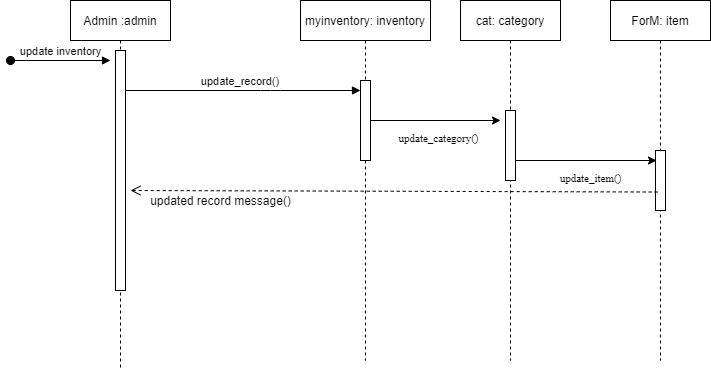 Admin :admin
myinventory: inventory
cat: category
ForM: item
update inventory
update_record()
update_category()
update_item()
updated record message()